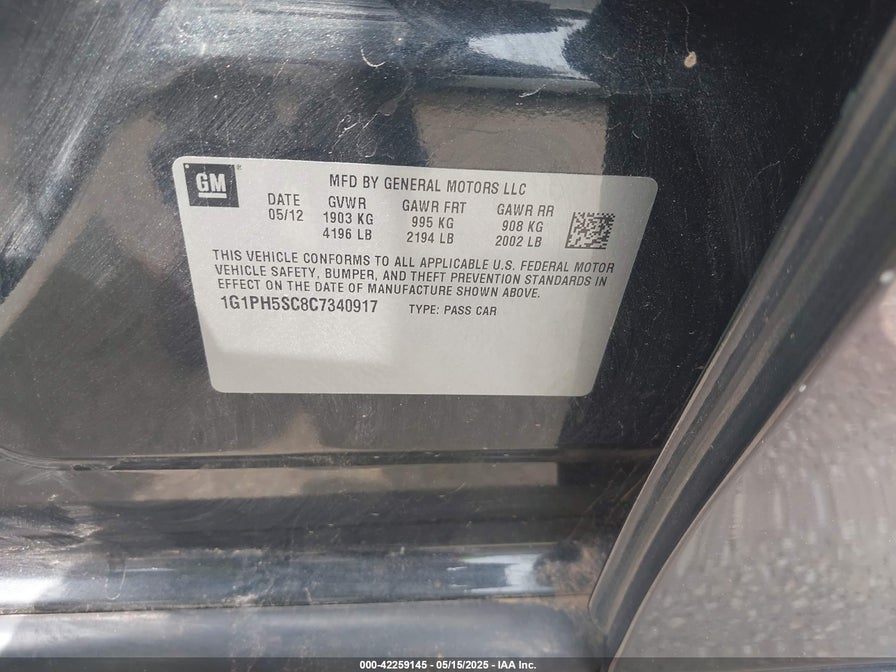 GM
MFD BY GENERAL MOTORS LLC
DATE GVWR GAWR FRT GAWR RR
05/12 1903 KG 995 KG 908 KG
4196 LB 2194 LB 2002 LB
THIS VEHICLE CONFORMS TO ALL APPLICABLE U.S. FEDERAL MOTOR
VEHICLE SAFETY, BUMPER, AND THEFT PREVENTION STANDARDS IN
EFFECT ON THE DATE OF MANUFACTURE SHOWN ABOVE.
1G1PH5SC8C7340917 TYPE: PASS CAR
000-42259145 - 05/15/2025 - IAA Inc.